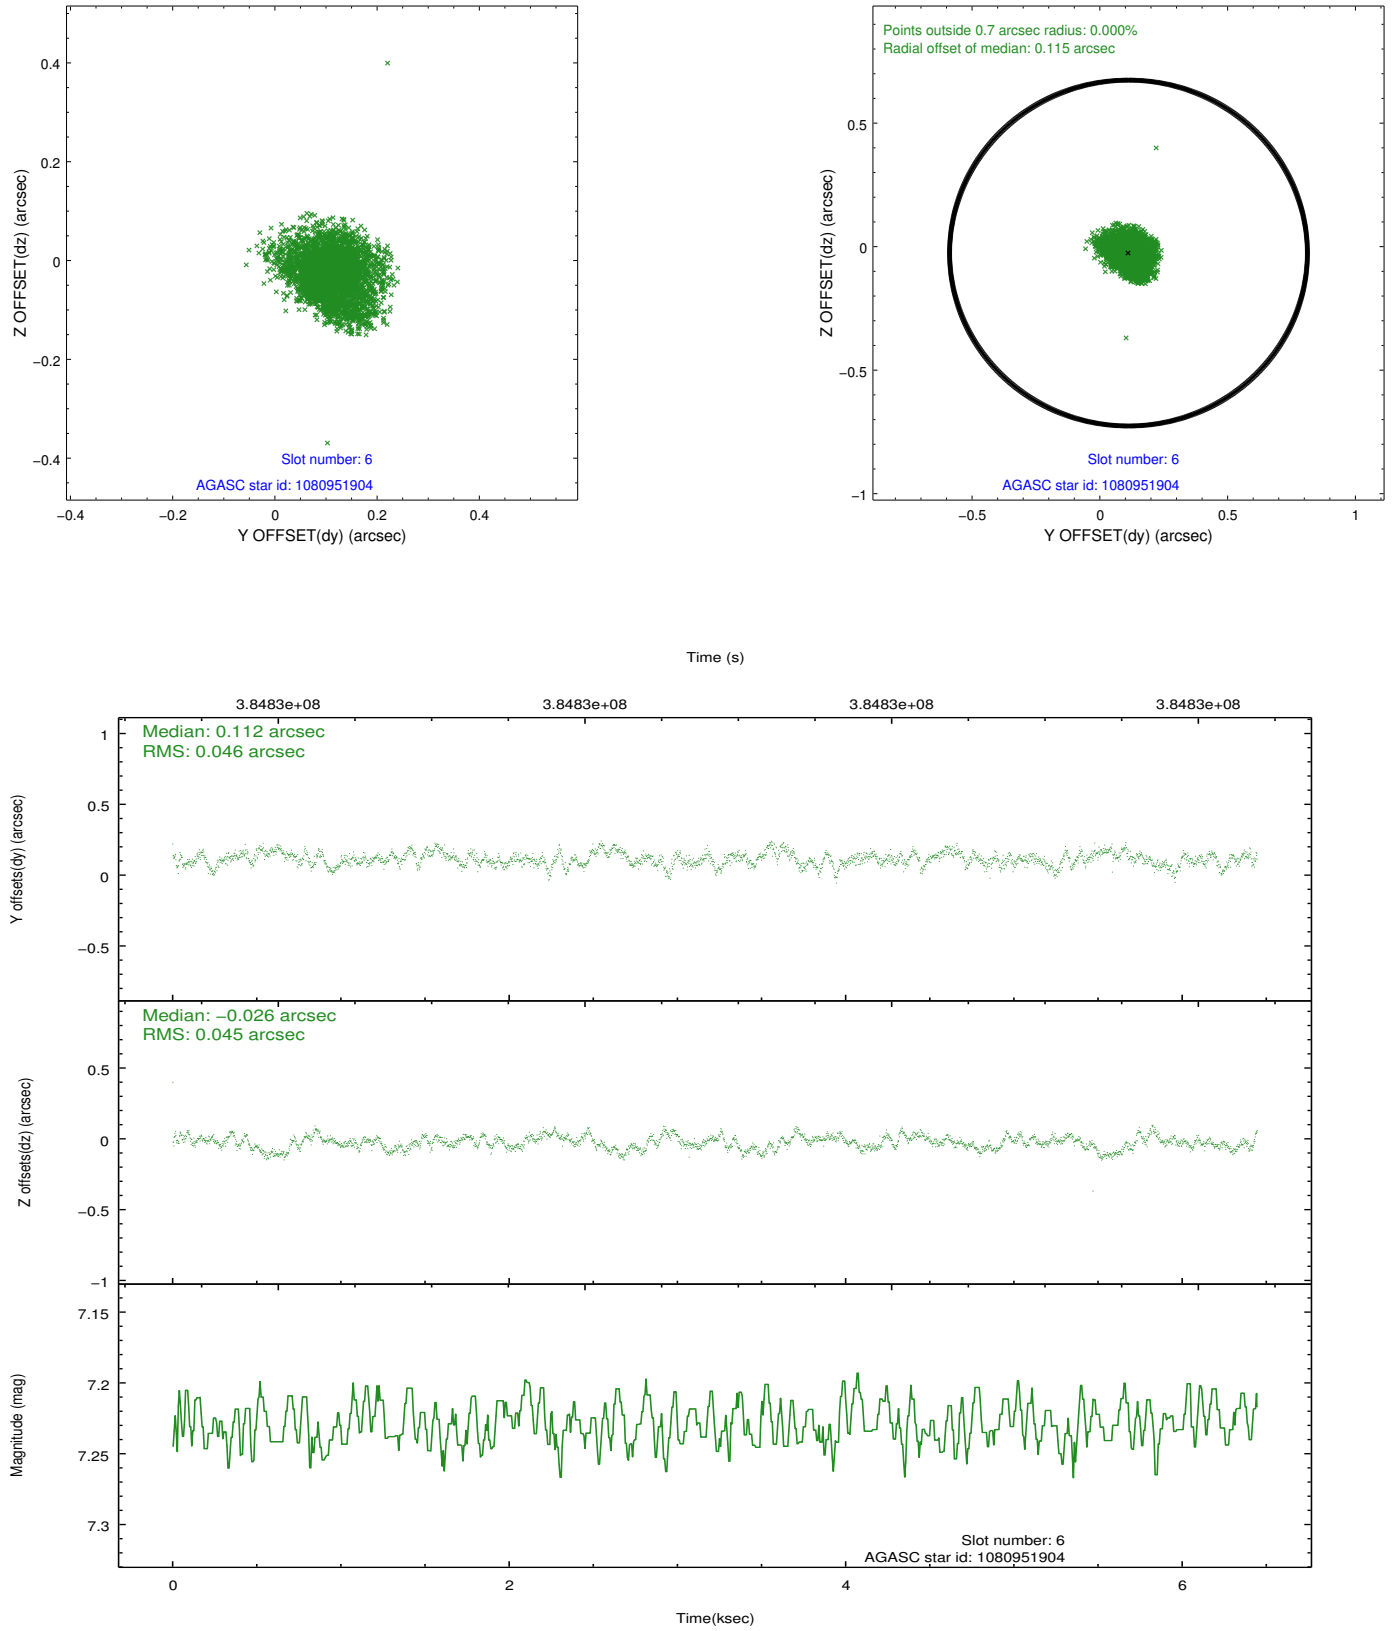 0.4
0.2
0
−0.2
−0.4
Z OFFSET(dz) (arcsec)
Slot number: 6
AGASC star id: 1080951904
−0.4 −0.2 0 0.2 0.4
Y OFFSET(dy) (arcsec)
Points outside 0.7 arcsec radius: 0.000%
Radial offset of median: 0.115 arcsec
0.5
0
−0.5
−1
Z OFFSET(dz) (arcsec)
Slot number: 6
AGASC star id: 1080951904
−0.5 0 0.5 1
Y OFFSET(dy) (arcsec)
Time (s)
3.8483e+08 3.8483e+08 3.8483e+08 3.8483e+08
Median: 0.112 arcsec
RMS: 0.046 arcsec
1
0.5
0
−0.5
Y offsets(dy) (arcsec)
Median: −0.026 arcsec
RMS: 0.045 arcsec
0.5
0
−0.5
−1
Z offsets(dz) (arcsec)
7.15
7.2
7.25
7.3
Magnitude (mag)
Slot number: 6
AGASC star id: 1080951904
0 2 4 6
Time(ksec)